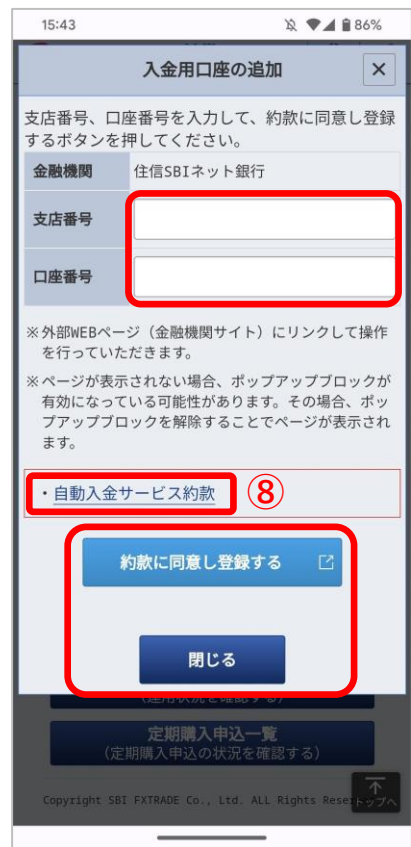 15:43 86%
入金用口座の追加
支店番号、口座番号を入力して、約款に同意し登録
するボタンを押してください。
金融機関 住信SBIネット銀行
支店番号
口座番号
※外部WEBページ（金融機関サイト）にリンクして操作
を行っていただきます。
※ページが表示されない場合、ポップアップブロックが
有効になっている可能性があります。その場合、ポッ
プアップブロックを解除することでページが表示され
ます。
・自動入金サービス約款 ⑧
約款に同意し登録する
閉じる
(運用状況を確認する)
定期購入申込一覧
(定期購入申込の状況を確認する)
Copyright SBI FXTRADE Co., Ltd. ALL Rights Rese
トップへ